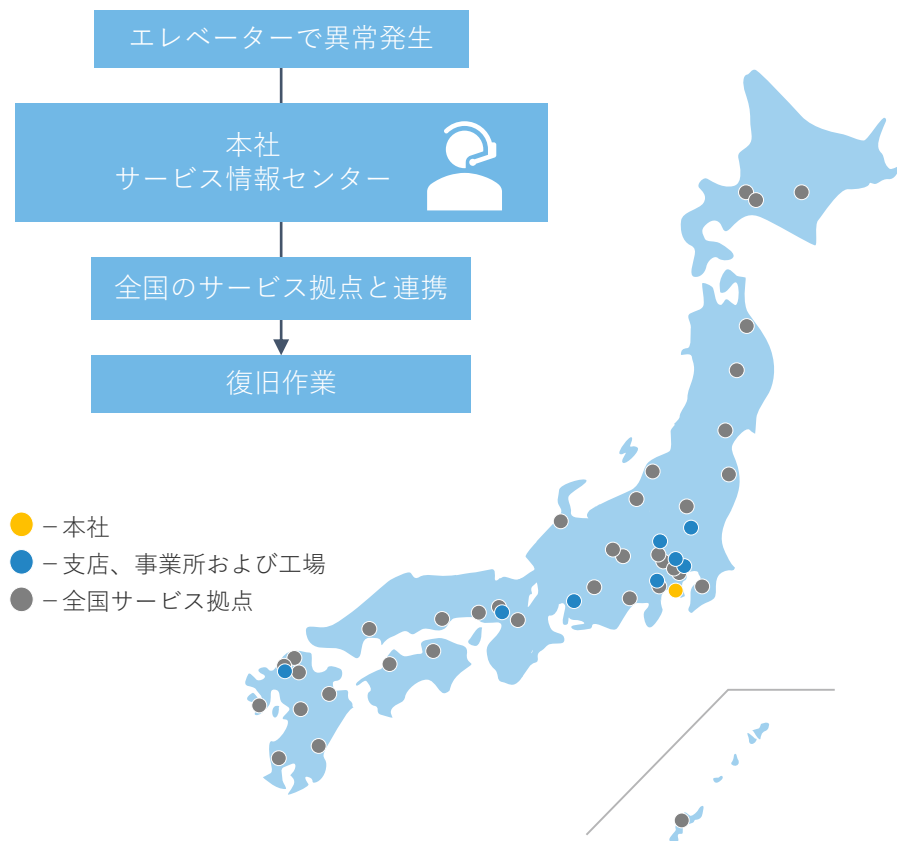 エレベーターで異常発生
本社
サービス情報センター
全国のサービス拠点と連携
復旧作業
－本社
－支店、事業所および工場
－全国サービス拠点